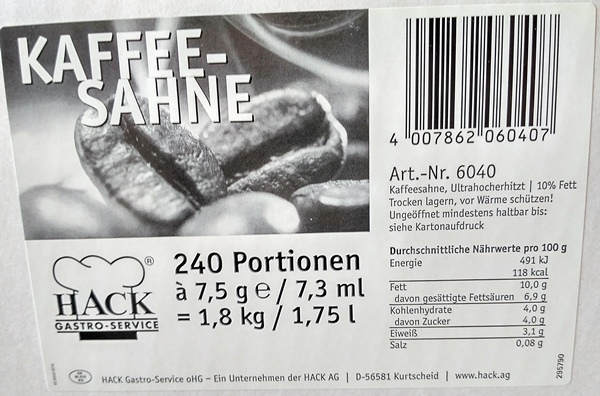 KAFFEE-
SAHNE
4 007862 060407
Art.-Nr. 6040
Kaffeesahne, Ultrahocherhitzt | 10% Fett
Trocken lagern, vor Wärme schützen!
Ungeöffnet mindestens haltbar bis:
siehe Kartonaufdruck
Durchschnittliche Nährwerte pro 100 g
Energie 491 kJ
118 kcal
Fett 10,0 g
davon gesättigte Fettsäuren 6,9 g
Kohlenhydrate 4,0 g
davon Zucker 4,0 g
Eiweiß 3,1 g
Salz 0,08 g
240 Portionen
à 7,5 g e / 7,3 ml
= 1,8 kg / 1,75 l
HACK ®
GASTRO-SERVICE
HACK Gastro-Service oHG – Ein Unternehmen der HACK AG | D-56581 Kurtscheid | www.hack.ag
295790